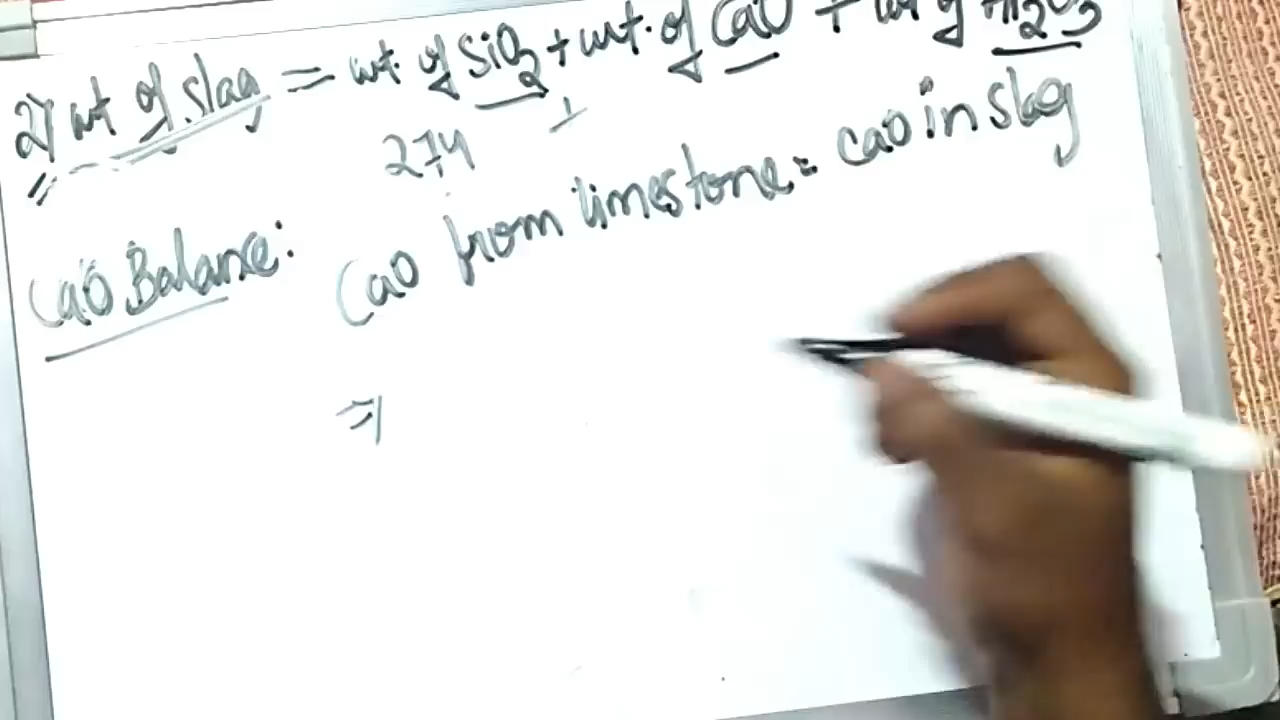 2) wt of slag = wt. of SiO2 + wt. of CaO + wt of Al2O3
274 +
CaO Balance: CaO from limestone = CaO in slag
⇒